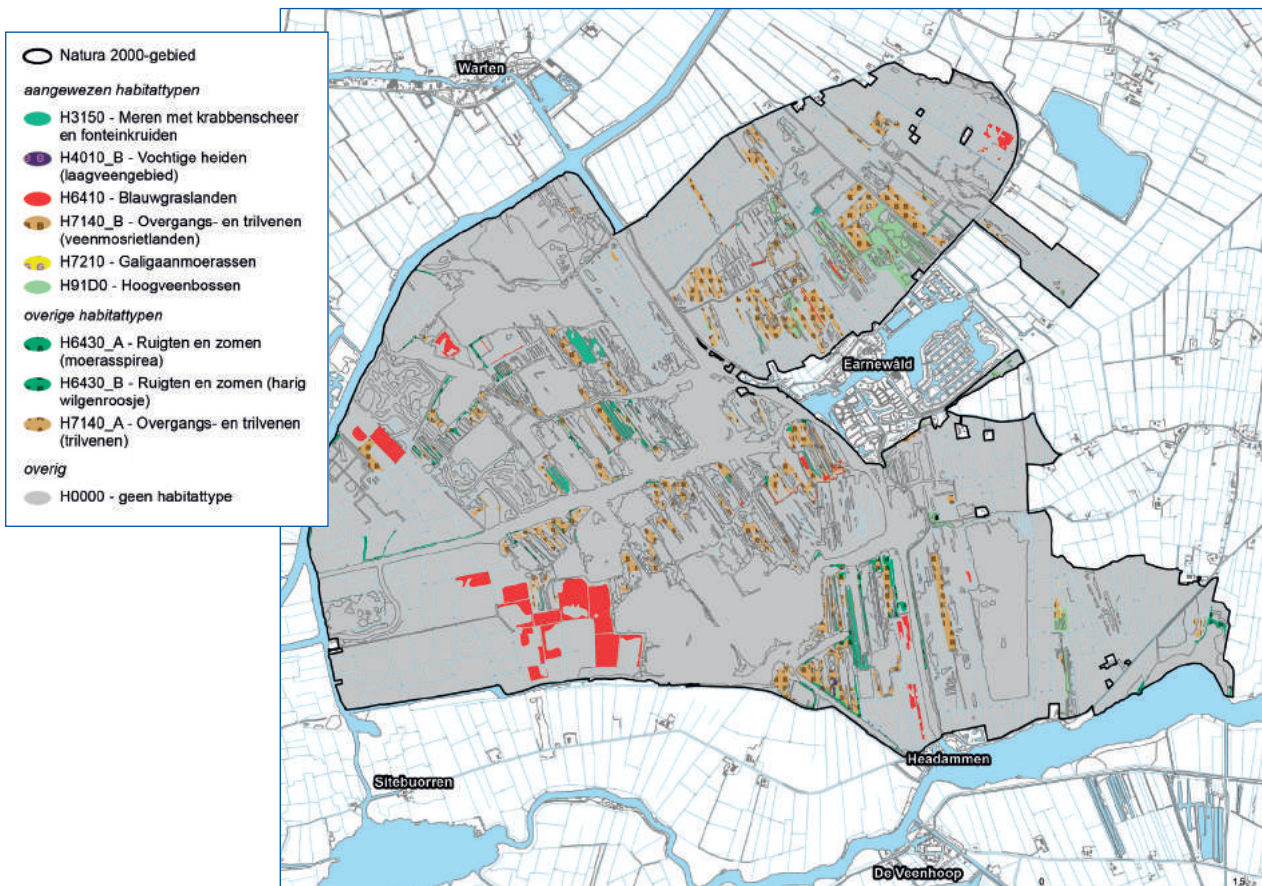 Natura 2000-gebied
aangewezen habitattypen
H3150 - Meren met krabbenscheer
en fonteinkruiden
H4010_B - Vochtige heiden
(laagveengebied)
H6410 - Blauwgraslanden
H7140_B - Overgangs- en trilvenen
(veenmosrietlanden)
H7210 - Galigaanmoerassen
H91D0 - Hoogveenbossen
overige habitattypen
H6430_A - Ruigten en zomen
(moerasspirea)
H6430_B - Ruigten en zomen (harig
wilgenroosje)
H7140_A - Overgangs- en trilvenen
(trilvenen)
overig
H0000 - geen habitattype
Warten
Earnewâld
Headammen
Sitebuorren
De Veenhoop
0